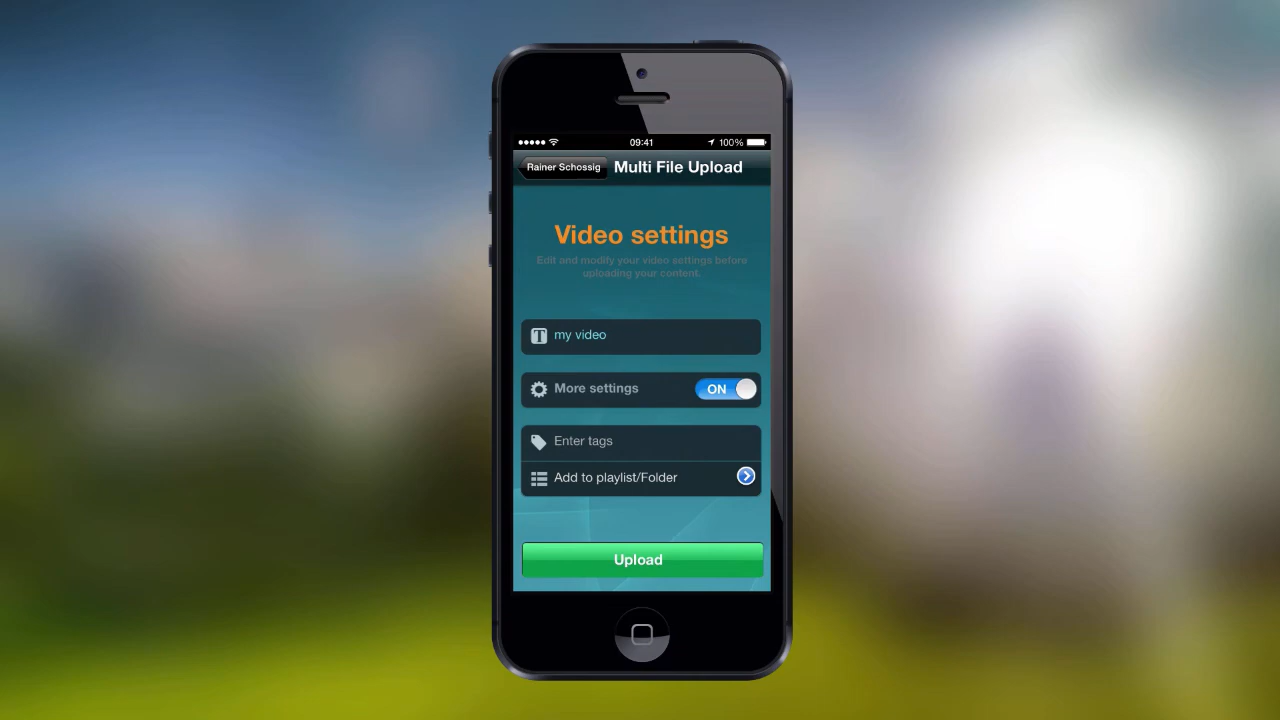 09:41
100%
Rainer Schossig
Multi File Upload
Video settings
Edit and modify your video settings before
uploading your content.
T my video
More settings
ON
Enter tags
Add to playlist/Folder
Upload